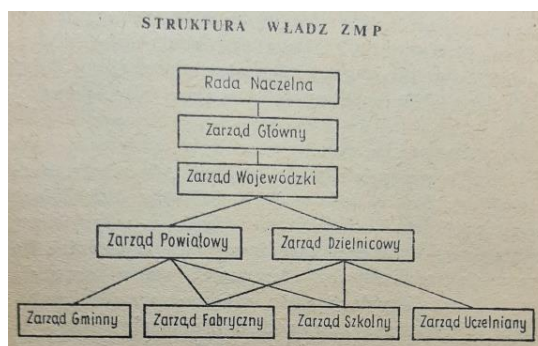 STRUKTURA WŁADZ ZMP
Rada Naczelna
Zarząd Główny
Zarząd Wojewódzki
Zarząd Powiatowy
Zarząd Dzielnicowy
Zarząd Gminny
Zarząd Fabryczny
Zarząd Szkolny
Zarząd Uczelniany